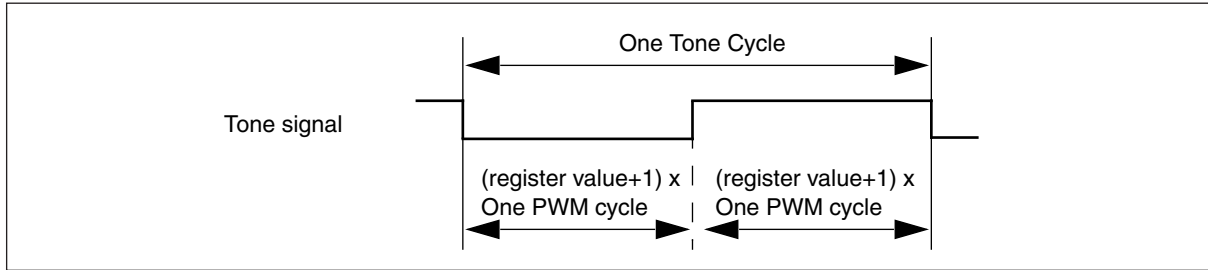 One Tone Cycle
Tone signal
(register value+1) x
One PWM cycle
(register value+1) x
One PWM cycle